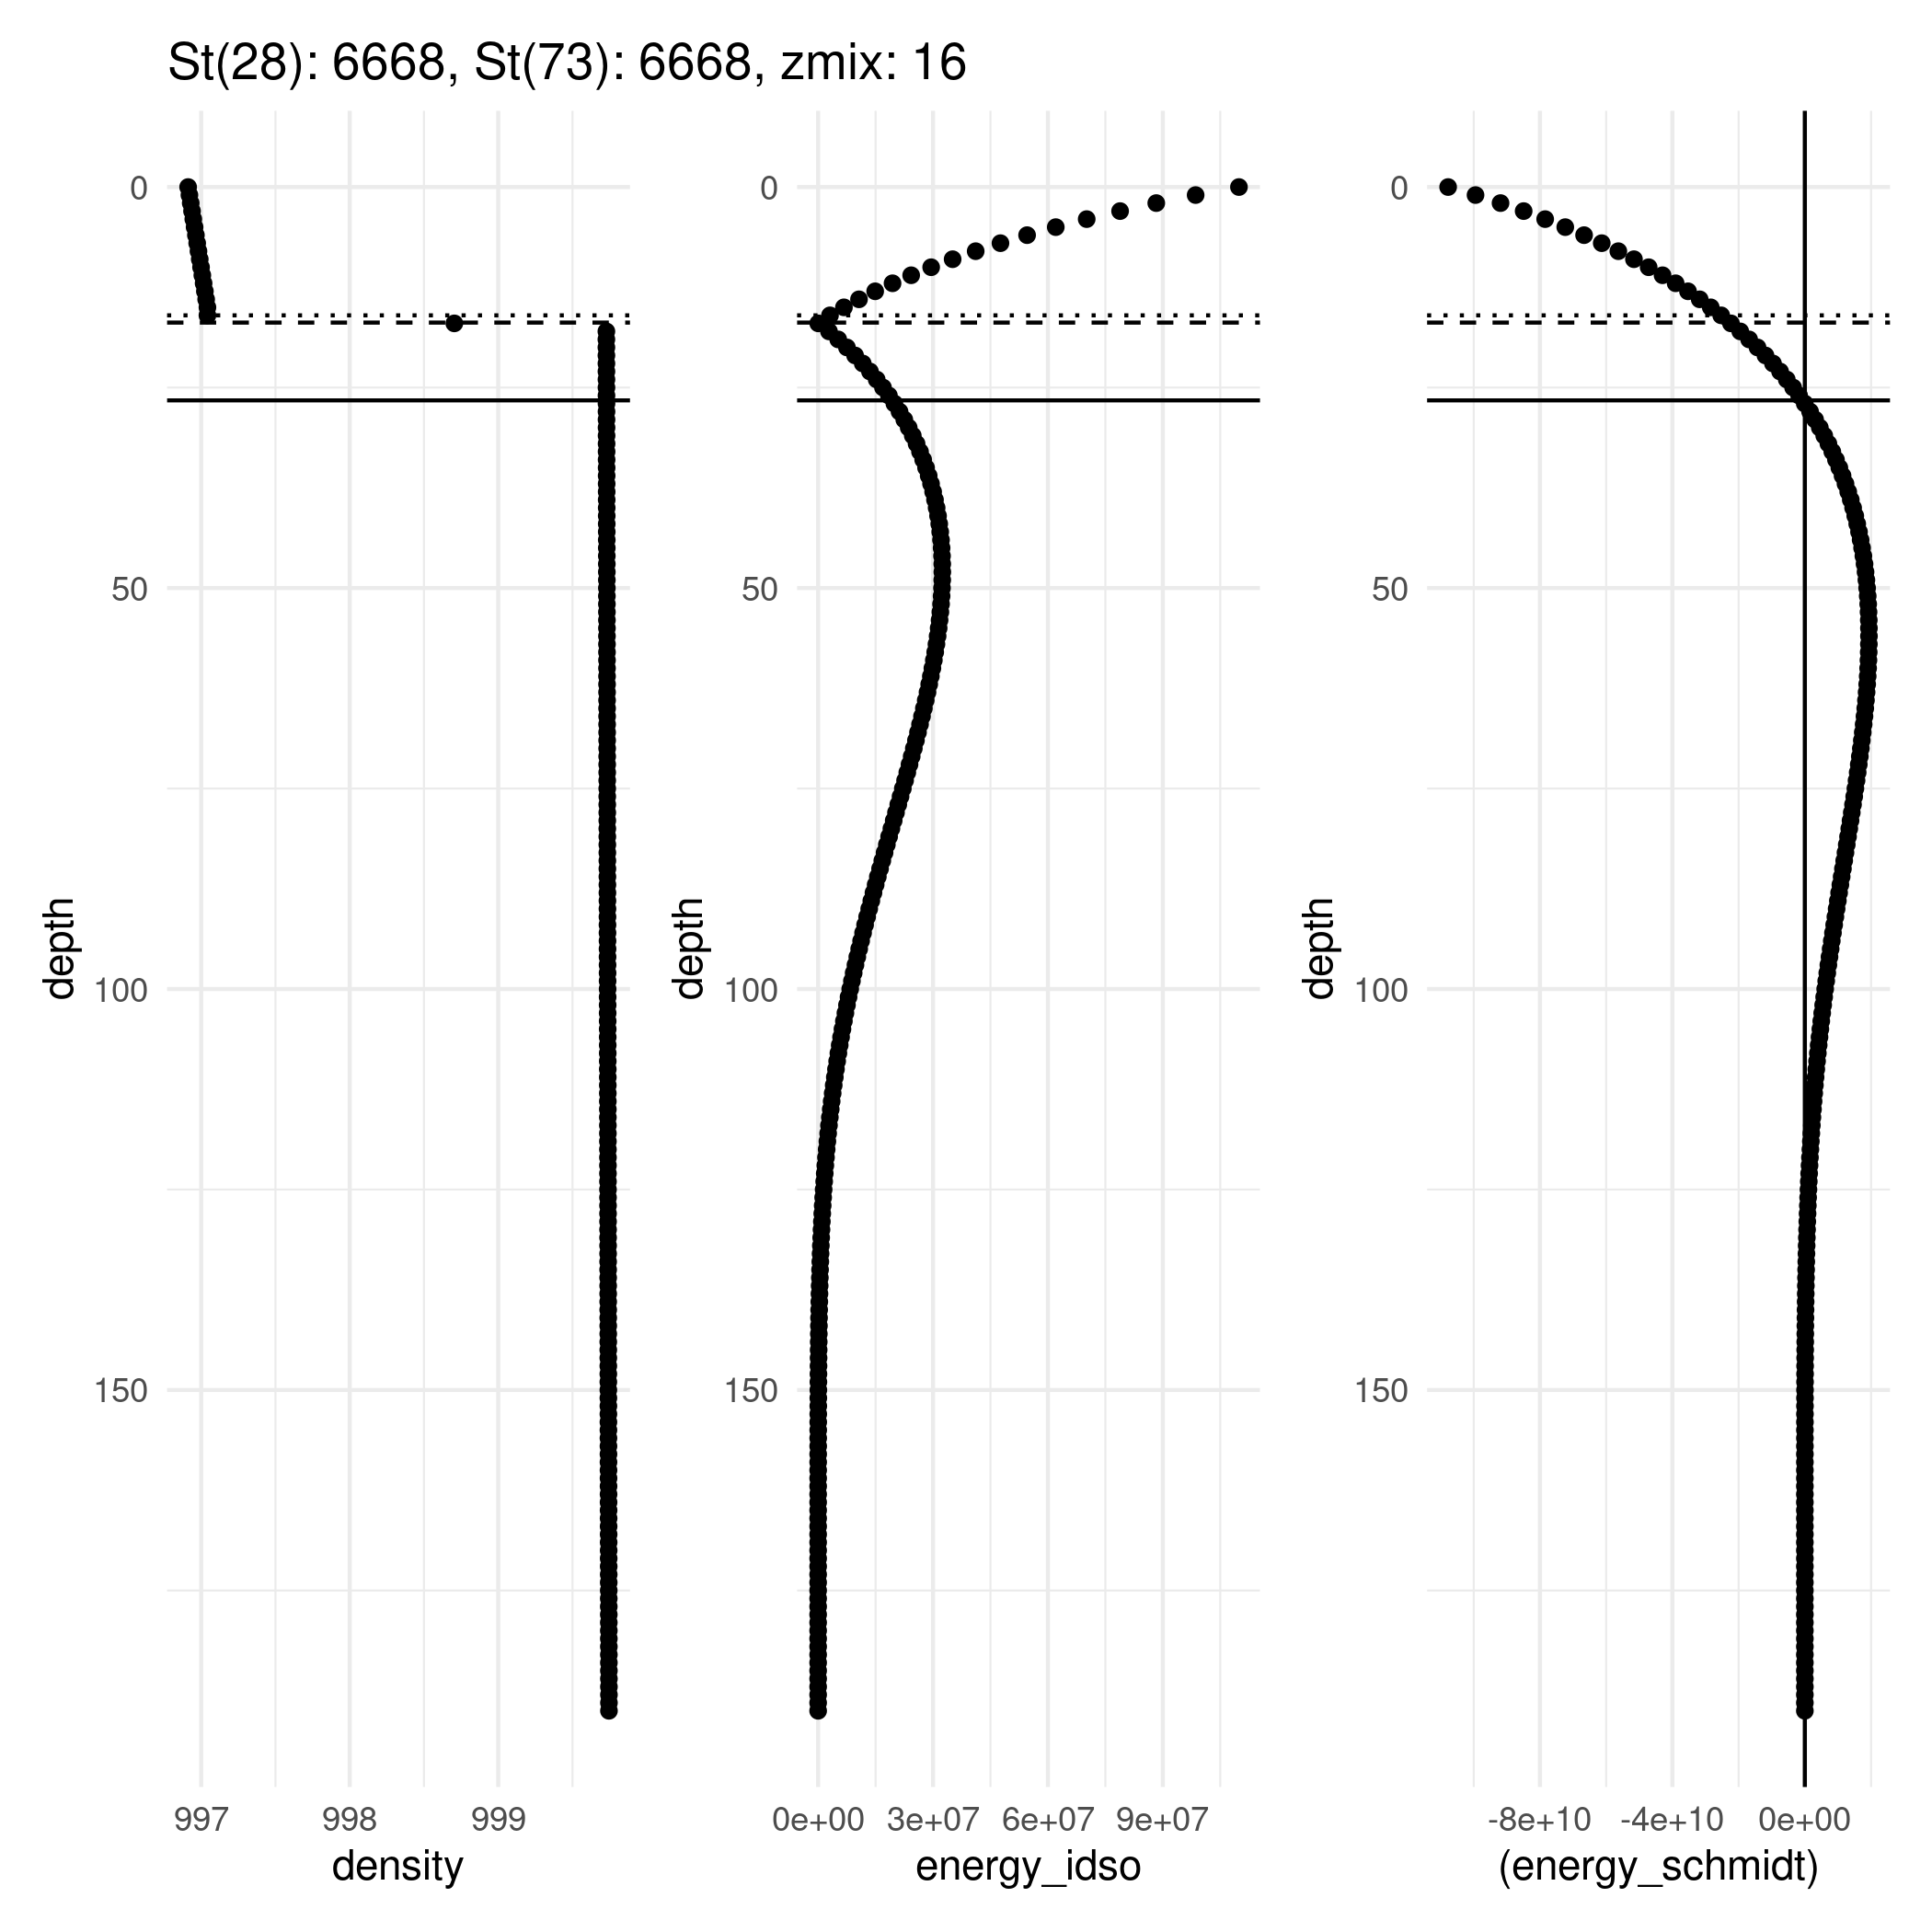 St(28): 6668, St(73): 6668, zmix: 16
0
50
100
150
depth
997 998 999
density
0
50
100
150
depth
0e+00 3e+07 6e+07 9e+07
energy_idso
0
50
100
150
depth
-8e+10 -4e+10 0e+00
(energy_schmidt)